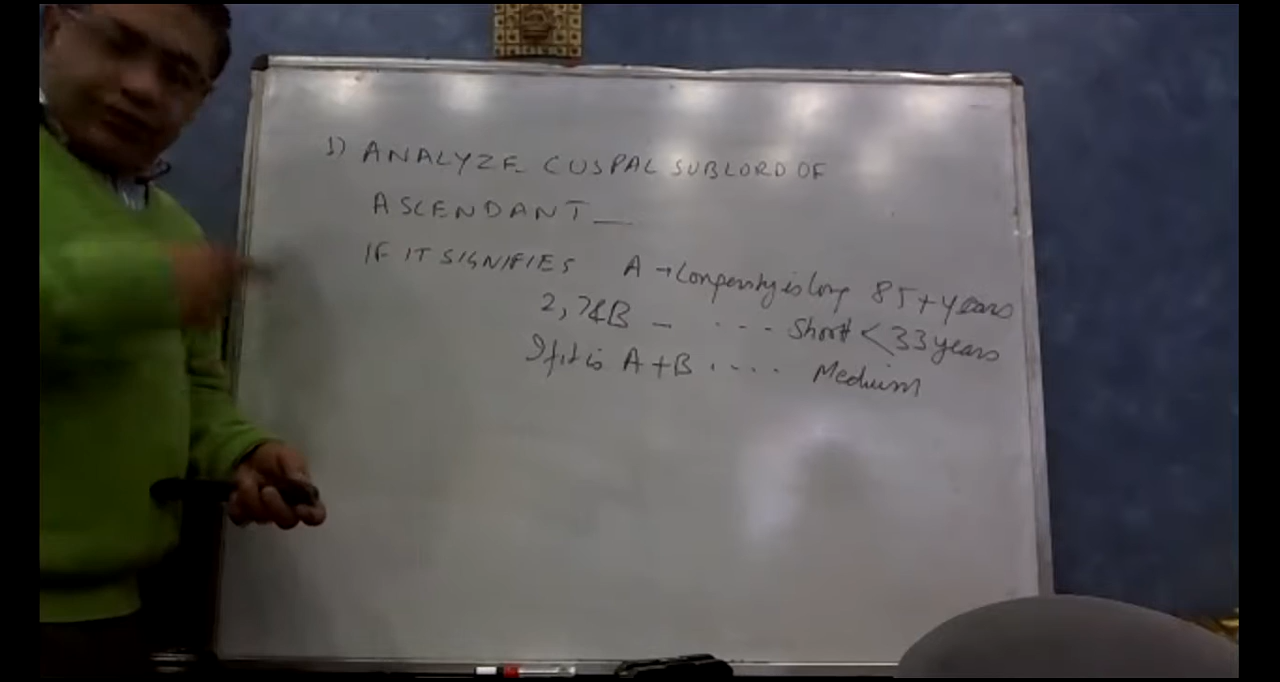 1) ANALYZE CUSPAL SUBLORD OF
ASCENDANT __
IF IT SIGNIFIES A → Longevity is long 85+ years
2, 7&B - ... short < 33 years
If it is A+B .... Medium